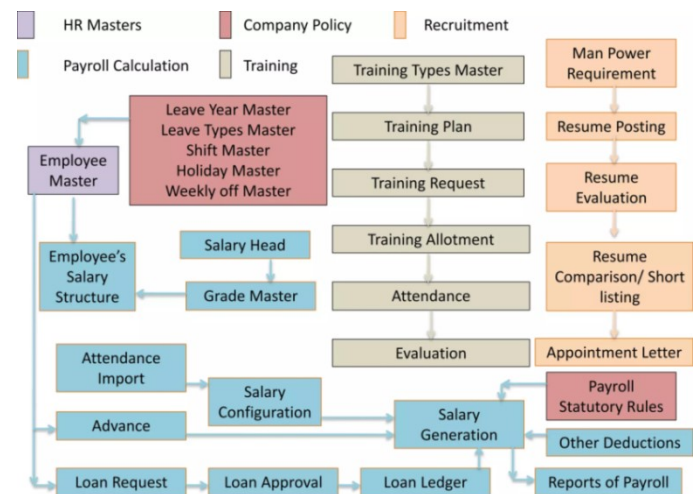 HR Masters
Company Policy
Recruitment
Payroll Calculation
Training
Leave Year Master
Leave Types Master
Shift Master
Holiday Master
Weekly off Master
Employee
Master
Employee's
Salary
Structure
Salary Head
Grade Master
Training Types Master
Training Plan
Training Request
Training Allotment
Attendance
Evaluation
Man Power
Requirement
Resume Posting
Resume
Evaluation
Resume
Comparison/ Short
listing
Appointment Letter
Attendance
Import
Salary
Configuration
Advance
Salary
Generation
Payroll
Statutory Rules
Other Deductions
Loan Request
Loan Approval
Loan Ledger
Reports of Payroll